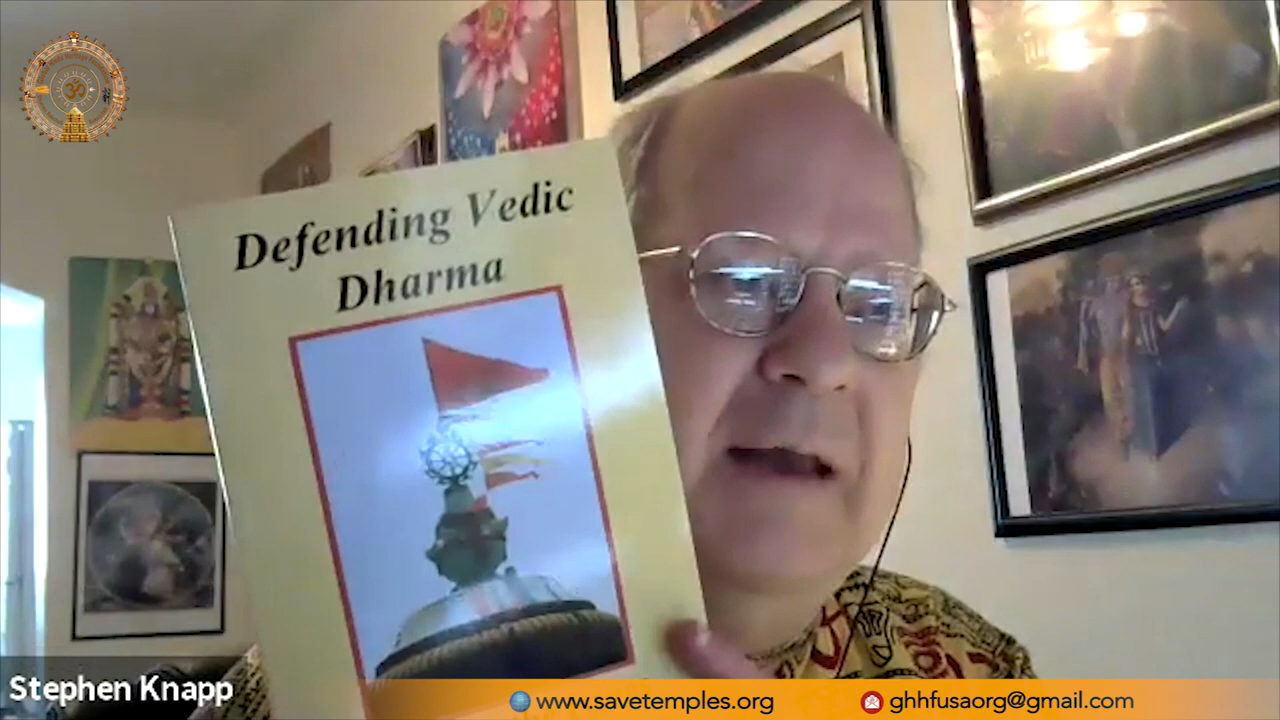 Defending Vedic
Dharma
ॐ
Stephen Knapp
www.savetemples.org
ghhfusaorg@gmail.com